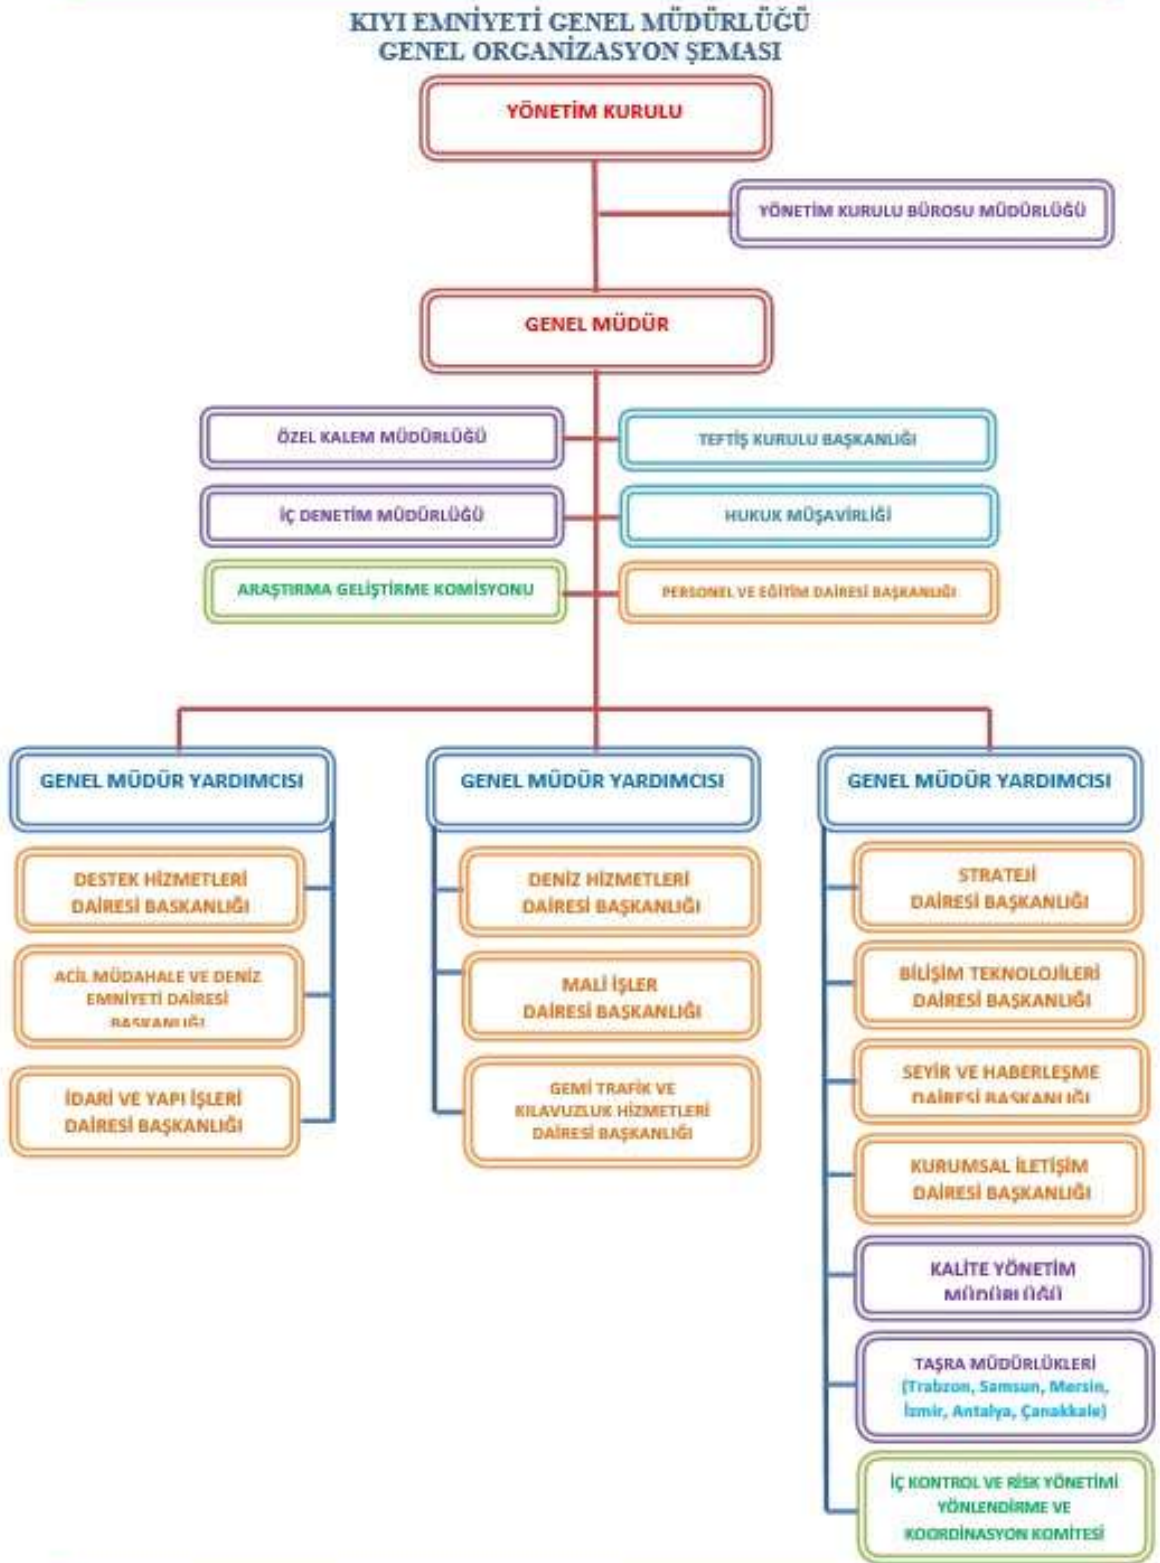 KIYI EMNİYETİ GENEL MÜDÜRLÜĞÜ
GENEL ORGANİZASYON ŞEMASI
YÖNETİM KURULU
YÖNETİM KURULU BÜROSU MÜDÜRLÜĞÜ
GENEL MÜDÜR
ÖZEL KALEM MÜDÜRLÜĞÜ
TEFTİŞ KURULU BAŞKANLIĞI
İÇ DENETİM MÜDÜRLÜĞÜ
HUKUK MÜŞAVİRLİĞİ
ARAŞTIRMA GELİŞTİRME KOMİSYONU
PERSONEL VE EĞİTİM DAİRESİ BAŞKANLIĞI
GENEL MÜDÜR YARDIMCISI
DESTEK HİZMETLERİ
DAİRESİ BASKANLIĞI
ACİL MÜDAHALE VE DENİZ
EMNİYETİ DAİRESİ
BASKANLIĞI
İDARİ VE YAPI İŞLERİ
DAİRESİ BAŞKANLIĞI
GENEL MÜDÜR YARDIMCISI
DENİZ HİZMETLERİ
DAİRESİ BAŞKANLIĞI
MALİ İŞLER
DAİRESİ BAŞKANLIĞI
GEMİ TRAFİK VE
KILAVUZLUK HİZMETLERİ
DAİRESİ BAŞKANLIĞI
GENEL MÜDÜR YARDIMCISI
STRATEJİ
DAİRESİ BAŞKANLIĞI
BİLİŞİM TEKNOLOJİLERİ
DAİRESİ BAŞKANLIĞI
SEYİR VE HABERLEŞME
DAİRESİ BASKANLIĞI
KURUMSAL İLETİŞİM
DAİRESİ BAŞKANLIĞI
KALİTE YÖNETİM
MÜDÜRLÜĞÜ
TAŞRA MÜDÜRLÜKLERİ
(Trabzon, Samsun, Mersin,
İzmir, Antalya, Çanakkale)
İÇ KONTROL VE RİSK YÖNETİMİ
YÖNLENDİRME VE
KOORDİNASYON KOMİTESİ